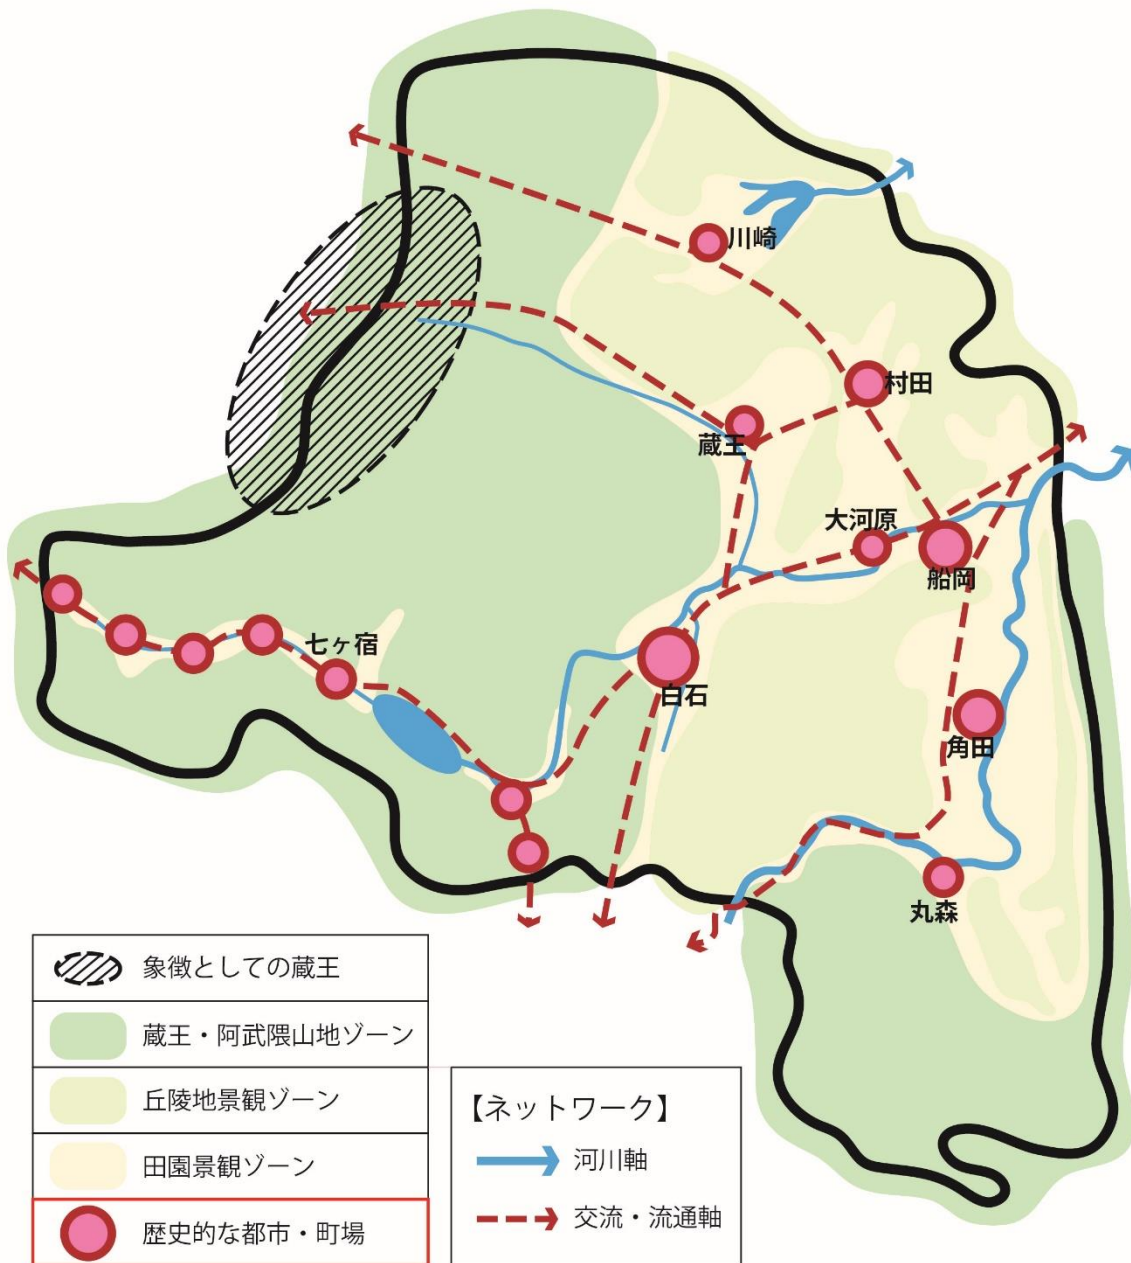 川崎
村田
蔵王
大河原
船岡
七ヶ宿
白石
角田
丸森
象徴としての蔵王
蔵王・阿武隈山地ゾーン
丘陵地景観ゾーン
田園景観ゾーン
歴史的な都市・町場
【ネットワーク】
河川軸
交流・流通軸